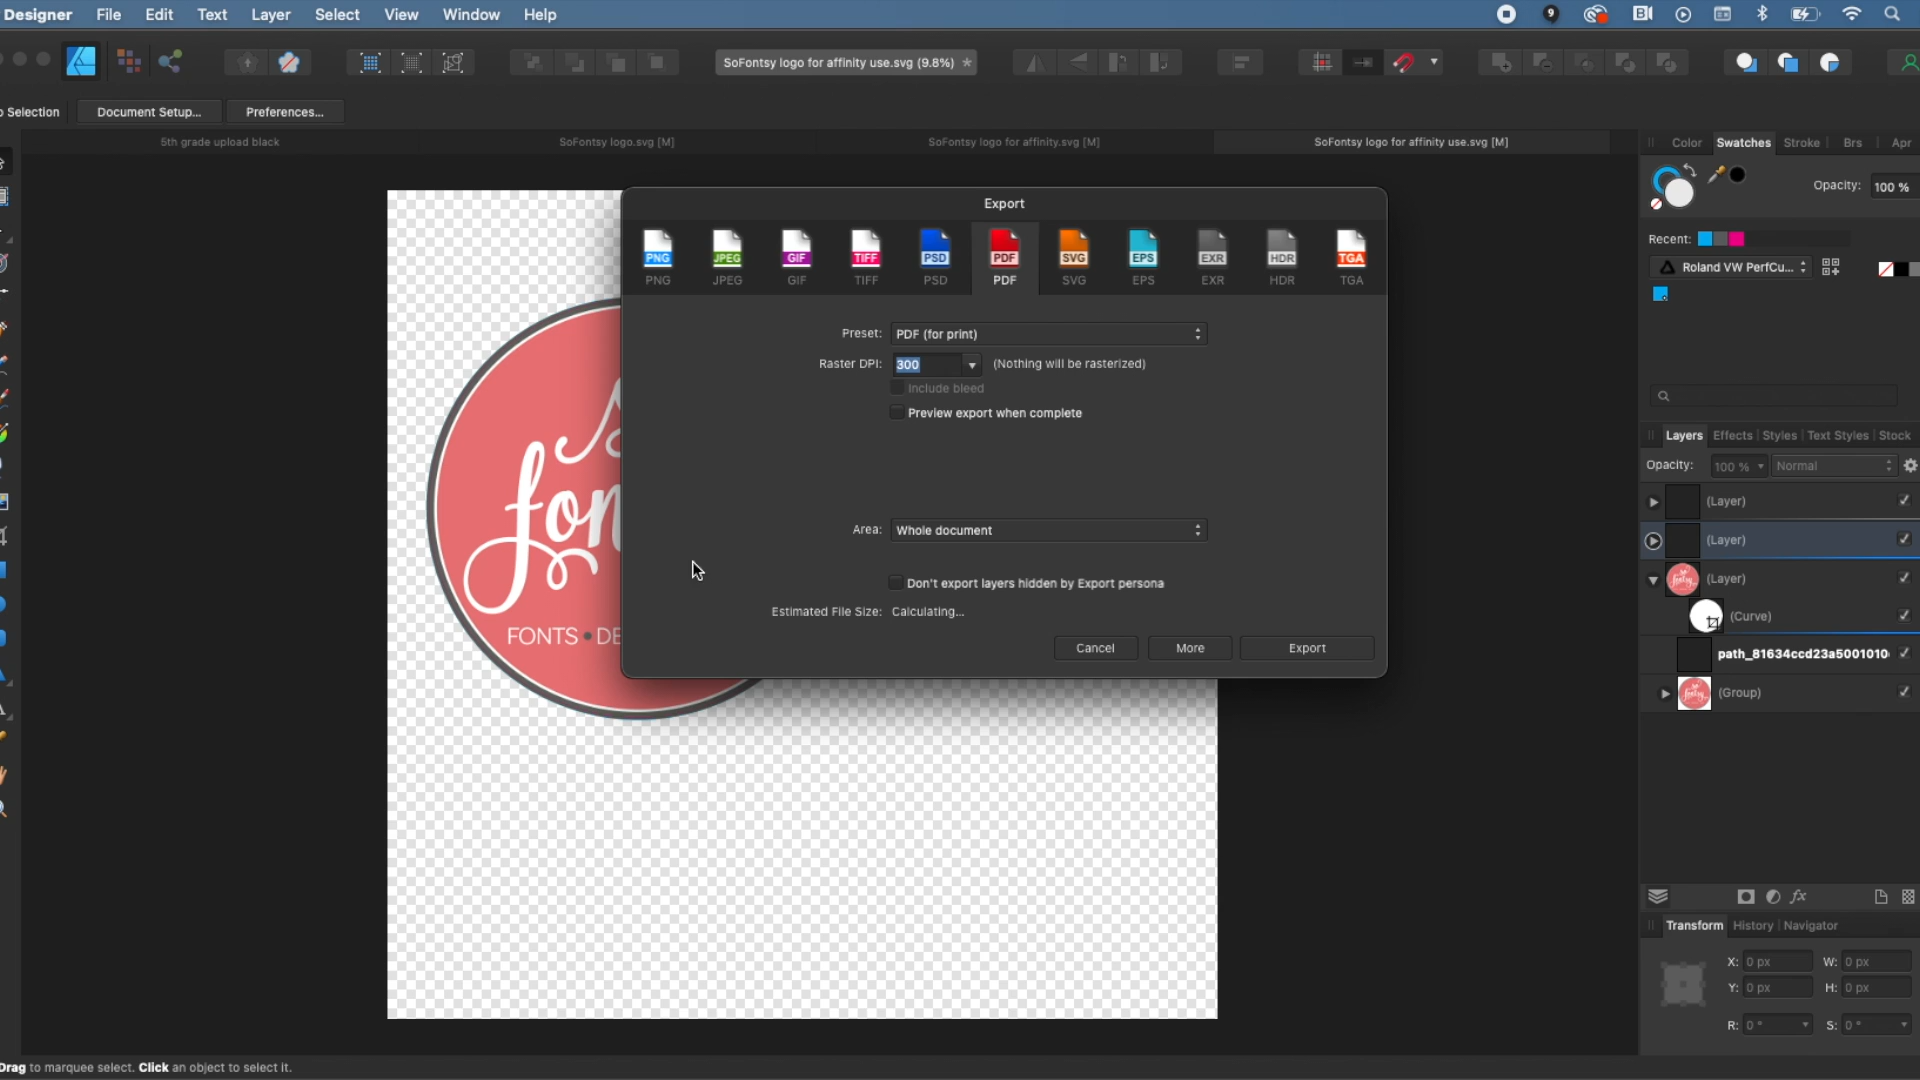 Designer File Edit Text Layer Select View Window Help
9
SoFontsy logo for affinity use.svg (9.8%) *
Selection Document Setup... Preferences...
5th grade upload black
SoFontsy logo.svg [M]
SoFontsy logo for affinity.svg [M]
SoFontsy logo for affinity use.svg [M]
Color Swatches Stroke Brs Apr
Opacity: 100 %
Recent:
Roland VW PerfCu...
Export
PNG JPEG GIF TIFF PSD PDF SVG EPS EXR HDR TGA
PNG JPEG GIF TIFF PSD PDF SVG EPS EXR HDR TGA
Preset: PDF (for print)
Raster DPI: 300 (Nothing will be rasterized)
Include bleed
Preview export when complete
Area: Whole document
Don't export layers hidden by Export persona
Estimated File Size: Calculating...
Cancel More Export
FONTS • DE
Layers Effects Styles Text Styles Stock
Opacity: 100 % Normal
(Layer)
(Layer)
(Layer)
(Curve)
path_81634ccd23a5001010
(Group)
fx
Transform History Navigator
X: 0 px W: 0 px
Y: 0 px H: 0 px
R: 0 ° S: 0 °
Drag to marquee select. Click an object to select it.